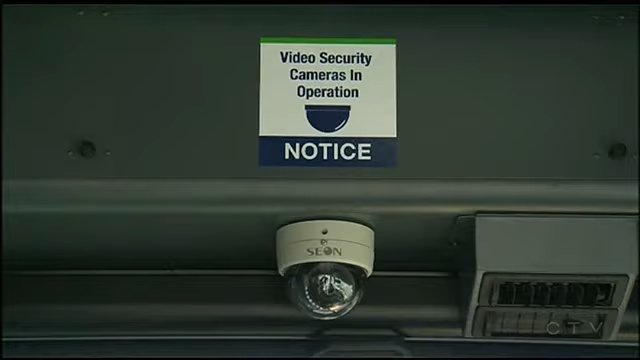 Video Security
Cameras In
Operation
NOTICE
SEON
CTV